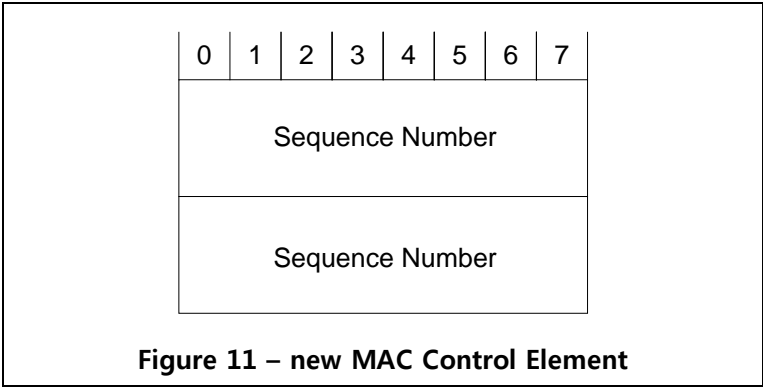 0 1 2 3 4 5 6 7
Sequence Number
Sequence Number
Figure 11 – new MAC Control Element